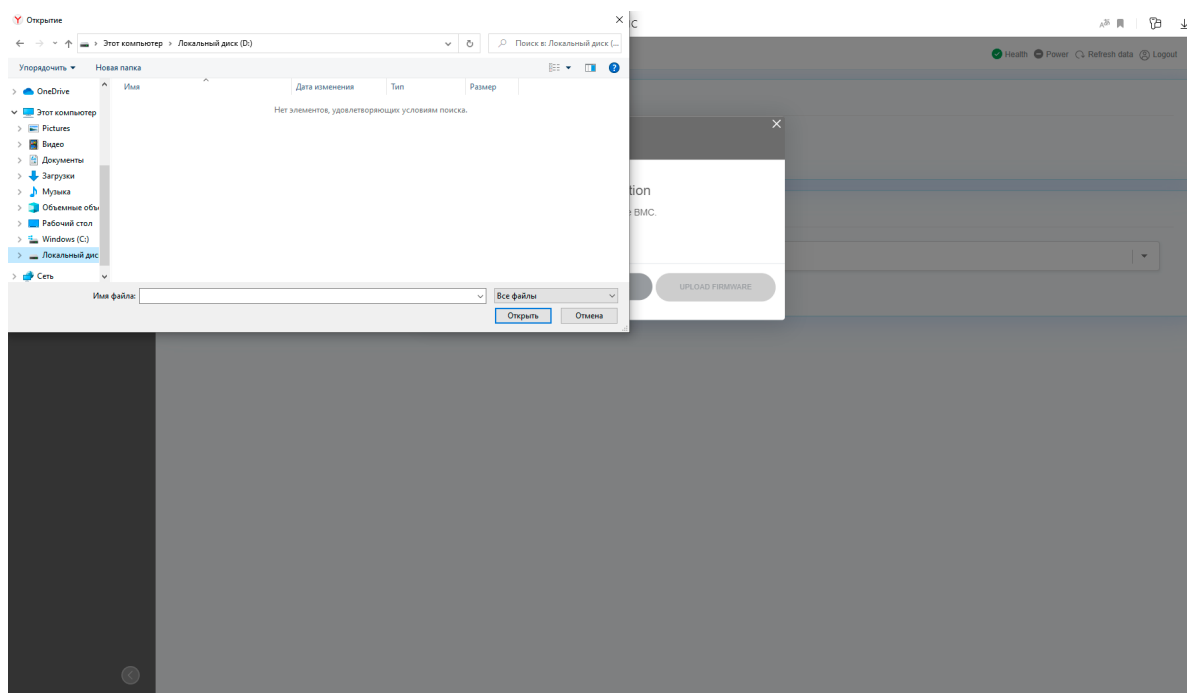 Открытие
C
Этот компьютер › Локальный диск (D:)
Поиск в: Локальный диск (...
Упорядочить
Новая папка
Health Power Refresh data Logout
Имя Дата изменения Тип Размер
Нет элементов, удовлетворяющих условиям поиска.
OneDrive
Этот компьютер
Pictures
Видео
Документы
Загрузки
Музыка
Объемные объ
Рабочий стол
Windows (C:)
Локальный дис
Сеть
tion
e BMC.
UPLOAD FIRMWARE
Имя файла:
Все файлы
Открыть Отмена